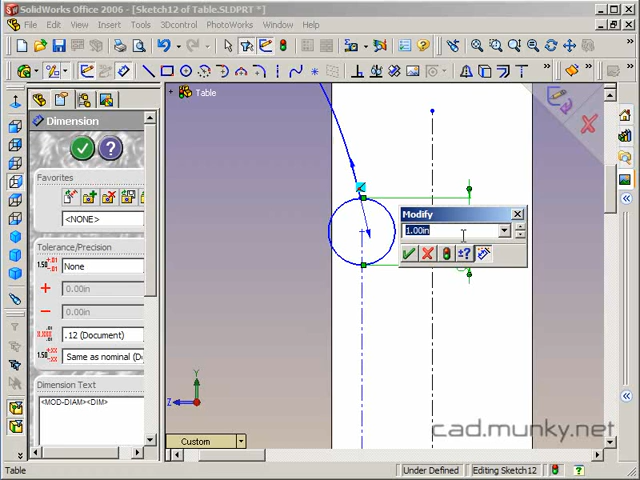 SolidWorks Office 2006 - [Sketch12 of Table.SLDPRT *]
File Edit View Insert Tools 3Dcontrol PhotoWorks Window Help
Table
Dimension
Favorites
<NONE>
Tolerance/Precision
None
0.00in
0.00in
.12 (Document)
Same as nominal (D
Dimension Text
<MOD-DIAM><DIM>
Modify
1.00in
Y
Z
Custom
cad.munky.net
Table
Under Defined
Editing Sketch12